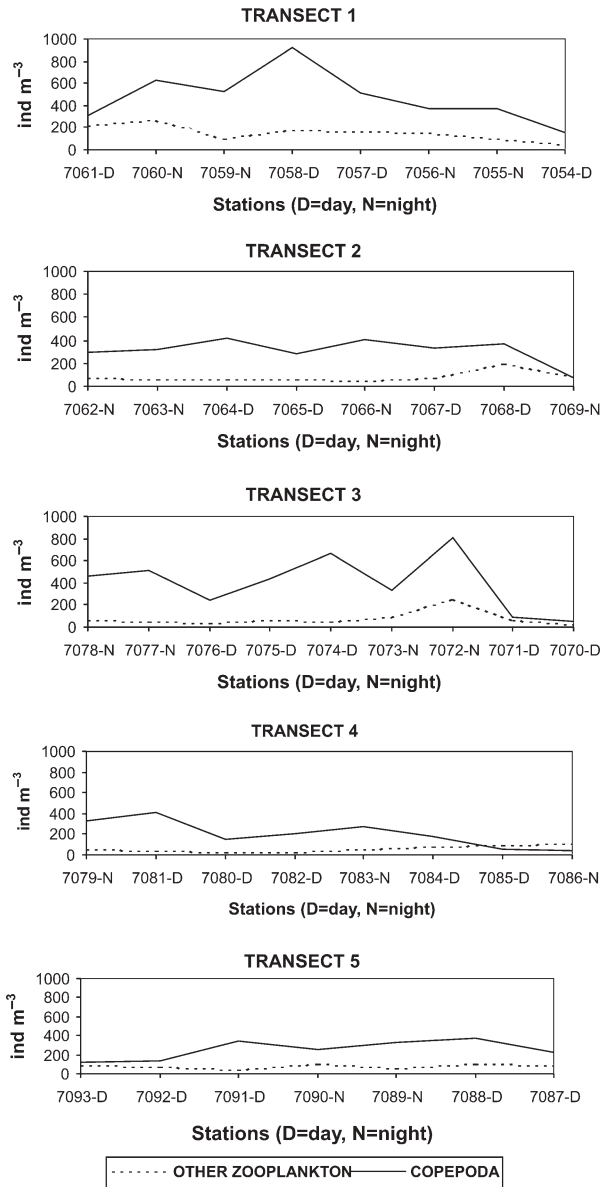 TRANSECT 1
1000
800
600
400
200
0
ind m⁻³
7061-D 7060-N 7059-N 7058-D 7057-D 7056-N 7055-N 7054-D
Stations (D=day, N=night)
TRANSECT 2
1000
800
600
400
200
0
ind m⁻³
7062-N 7063-N 7064-D 7065-D 7066-N 7067-D 7068-D 7069-N
Stations (D=day, N=night)
TRANSECT 3
1000
800
600
400
200
0
ind m⁻³
7078-N 7077-N 7076-D 7075-D 7074-D 7073-N 7072-N 7071-D 7070-D
Stations (D=day, N=night)
TRANSECT 4
1000
800
600
400
200
0
ind m⁻³
7079-N 7081-D 7080-D 7082-D 7083-N 7084-D 7085-D 7086-N
Stations (D=day, N=night)
TRANSECT 5
1000
800
600
400
200
0
ind m⁻³
7093-D 7092-D 7091-D 7090-N 7089-N 7088-D 7087-D
Stations (D=day, N=night)
OTHER ZOOPLANKTON COPEPODA